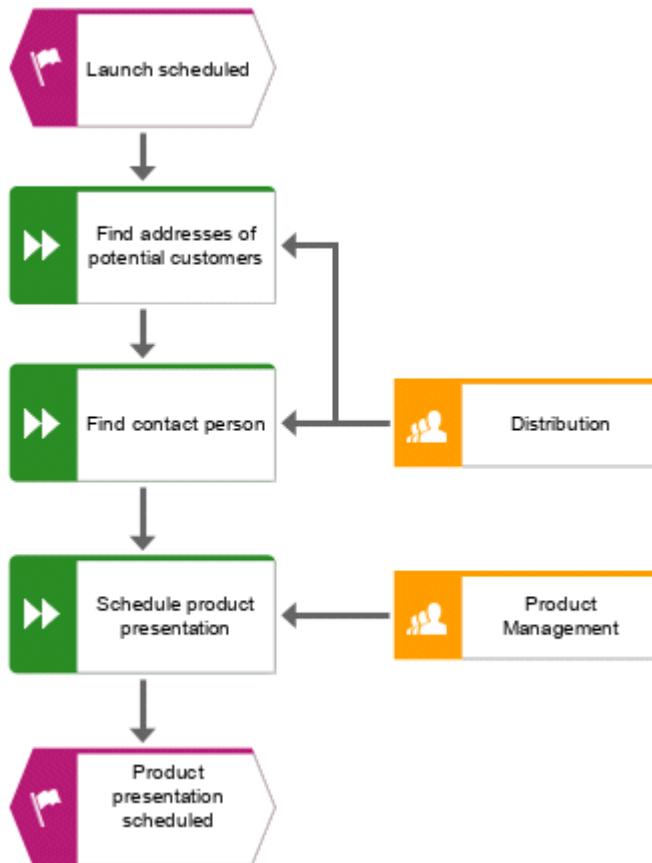 Launch scheduled
Find addresses of
potential customers
Find contact person
Distribution
Schedule product
presentation
Product
Management
Product
presentation
scheduled